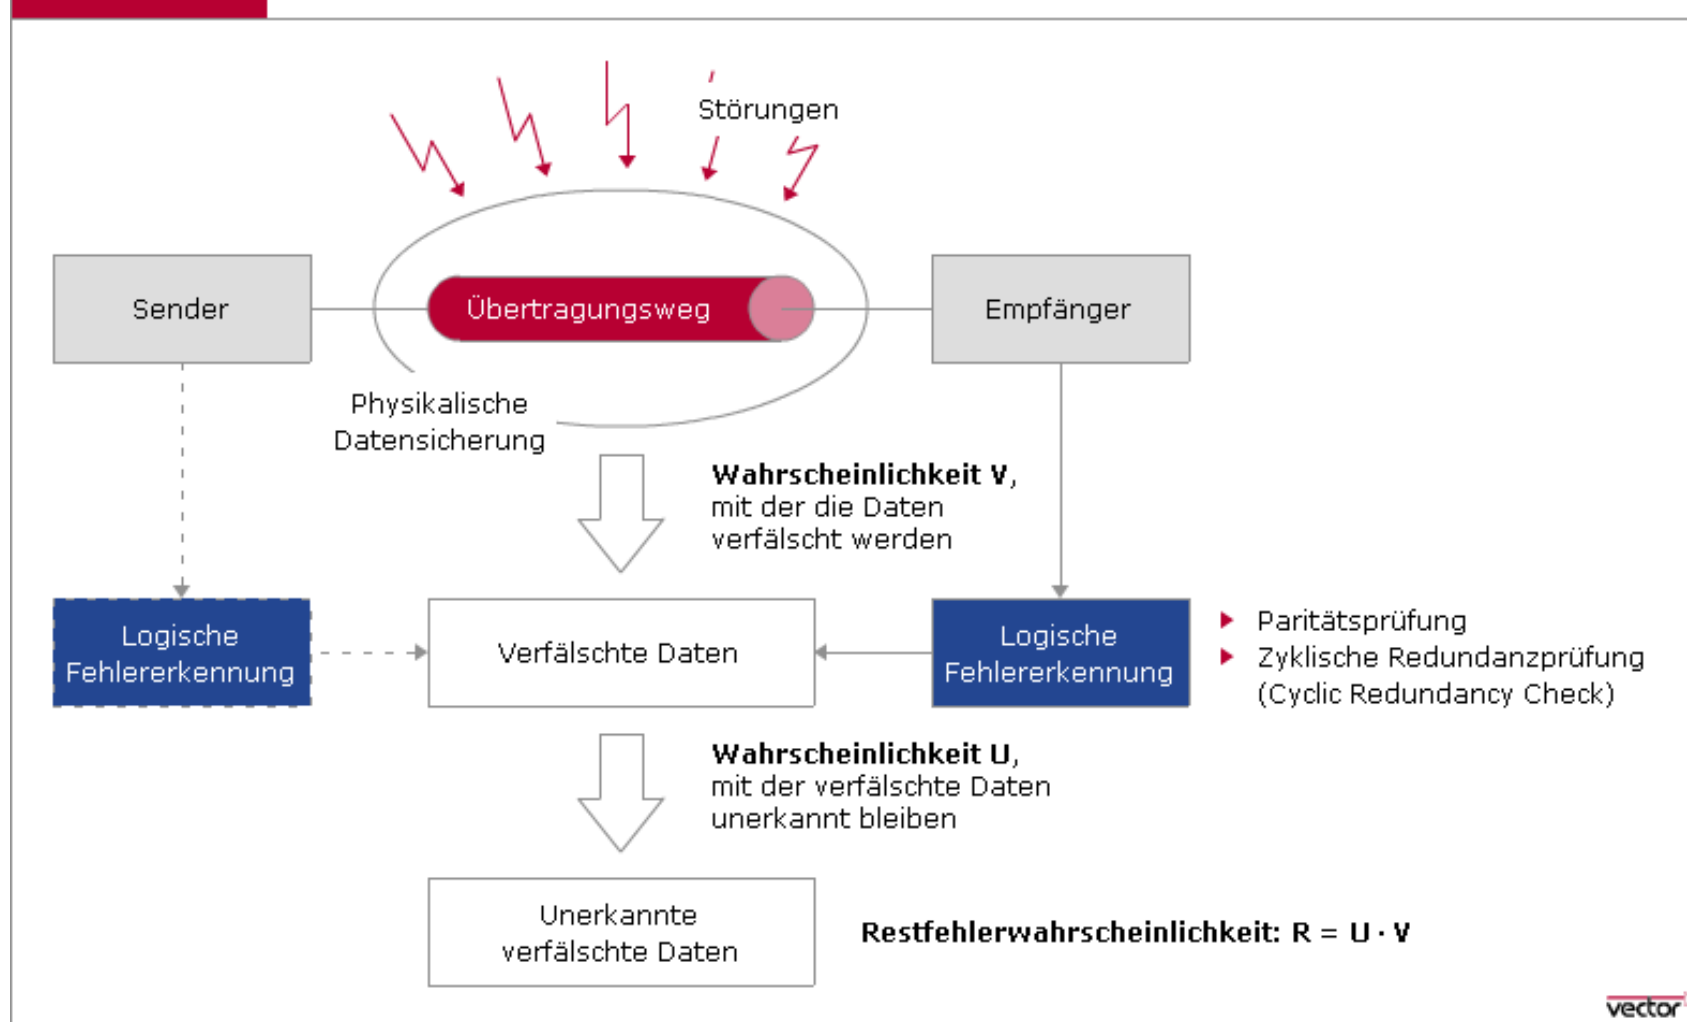 Störungen
Sender
Übertragungsweg
Empfänger
Physikalische
Datensicherung
Wahrscheinlichkeit V,
mit der die Daten
verfälscht werden
Logische
Fehlererkennung
Verfälschte Daten
Logische
Fehlererkennung
Paritätsprüfung
Zyklische Redundanzprüfung
(Cyclic Redundancy Check)
Wahrscheinlichkeit U,
mit der verfälschte Daten
unerkannt bleiben
Unerkannte
verfälschte Daten
Restfehlerwahrscheinlichkeit: R = U · V
vector